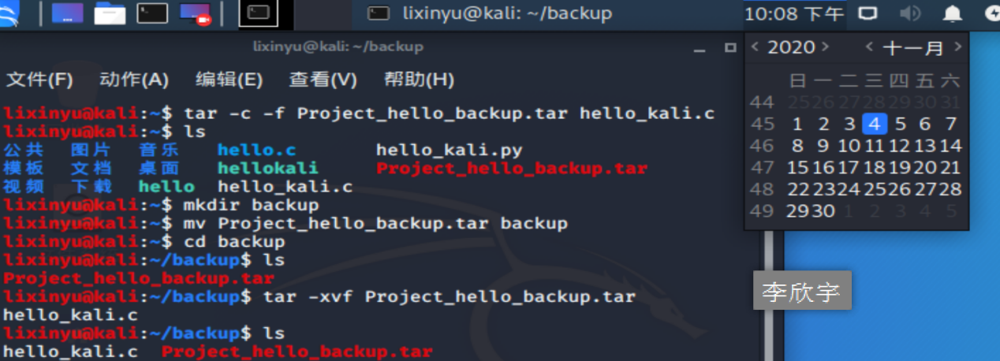 lixinyu@kali: ~/backup
10:08 下午
lixinyu@kali: ~/backup
文件(F) 动作(A) 编辑(E) 查看(V) 帮助(H)
lixinyu@kali:~$ tar -c -f Project_hello_backup.tar hello_kali.c
lixinyu@kali:~$ ls
公共 图片 音乐 hello.c hello_kali.py
模板 文档 桌面 hellokali Project_hello_backup.tar
视频 下载 hello hello_kali.c
lixinyu@kali:~$ mkdir backup
lixinyu@kali:~$ mv Project_hello_backup.tar backup
lixinyu@kali:~$ cd backup
lixinyu@kali:~/backup$ ls
Project_hello_backup.tar
lixinyu@kali:~/backup$ tar -xvf Project_hello_backup.tar
hello_kali.c
lixinyu@kali:~/backup$ ls
hello_kali.c Project_hello_backup.tar
< 2020 > < 十一月 >
日 一 二 三 四 五 六
44 25 26 27 28 29 30 31
45 1 2 3 4 5 6 7
46 8 9 10 11 12 13 14
47 15 16 17 18 19 20 21
48 22 23 24 25 26 27 28
49 29 30 1 2 3 4 5
李欣宇